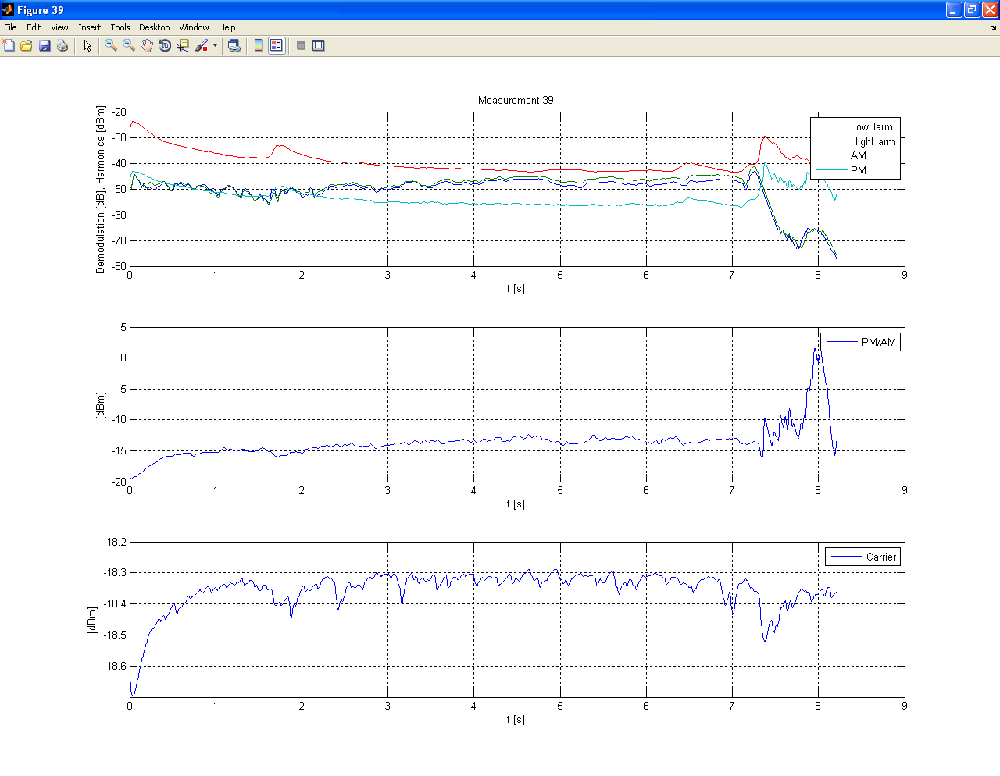 Figure 39
File Edit View Insert Tools Desktop Window Help
Measurement 39
Demodulation [dB], Harmonics [dBm]
-20
-30
-40
-50
-60
-70
-80
LowHarm
HighHarm
AM
PM
0 1 2 3 4 5 6 7 8 9
t [s]
[dBm]
5
0
-5
-10
-15
-20
PM/AM
0 1 2 3 4 5 6 7 8 9
t [s]
[dBm]
-18.2
-18.3
-18.4
-18.5
-18.6
Carrier
0 1 2 3 4 5 6 7 8 9
t [s]